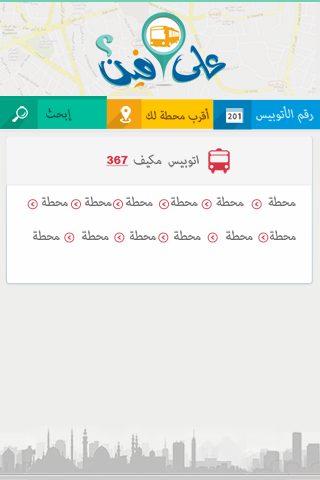 على فين؟
رقم الأتوبيس
201
أقرب محطة لك
إبحث
اتوبيس مكيف 367
محطة محطة محطة محطة محطة محطة
محطة محطة محطة محطة محطة محطة